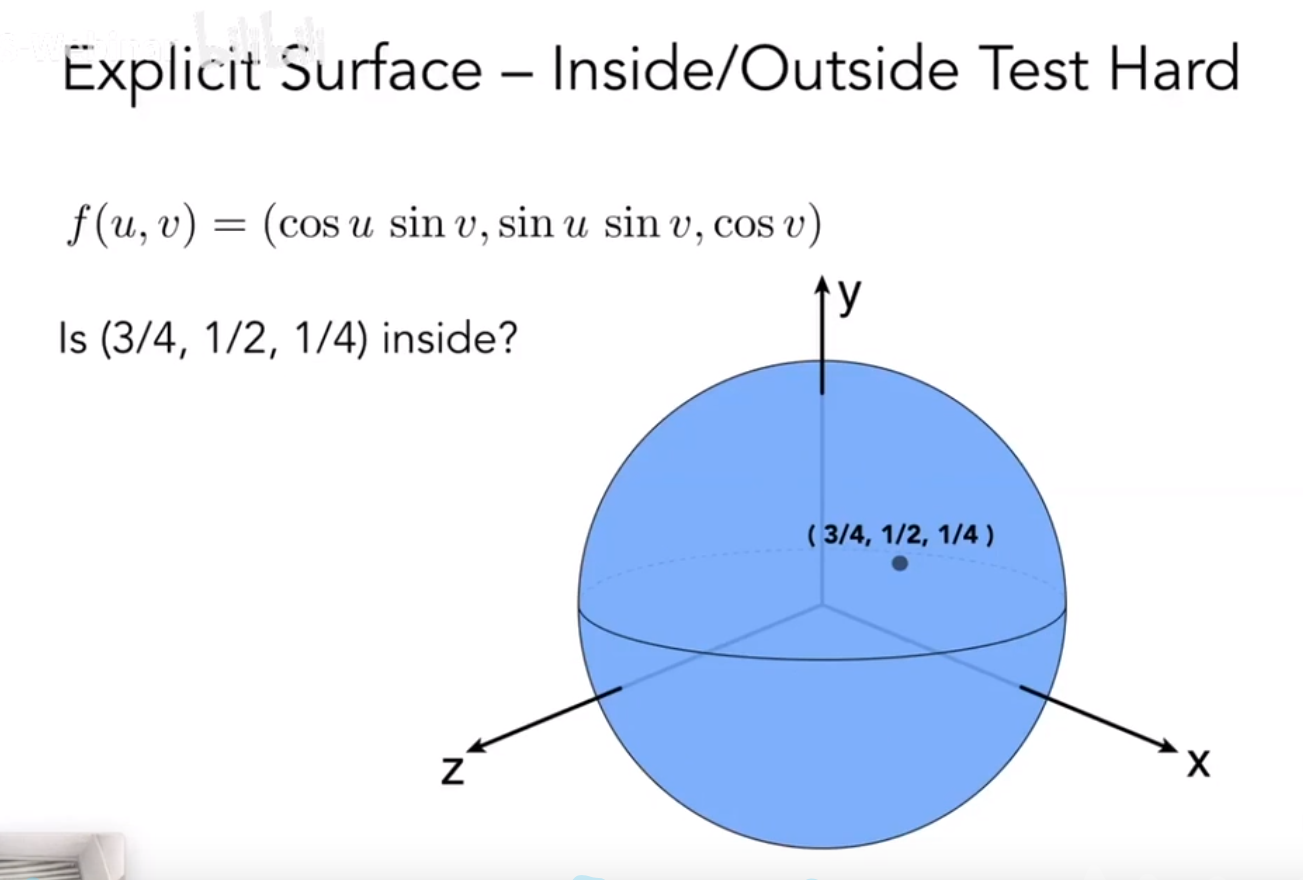 Explicit Surface – Inside/Outside Test Hard
f(u, v) = (cos u sin v, sin u sin v, cos v)
Is (3/4, 1/2, 1/4) inside?
y
( 3/4, 1/2, 1/4 )
z
x
bilibili